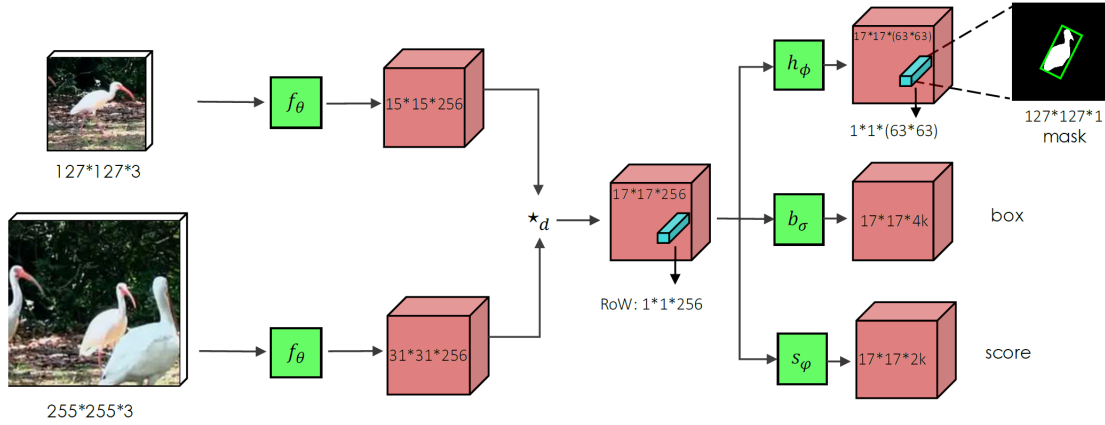 127*127*3
f_θ
15*15*256
255*255*3
f_θ
31*31*256
⋆_d
17*17*256
RoW: 1*1*256
h_ϕ
17*17*(63*63)
1*1*(63*63)
127*127*1
mask
b_σ
17*17*4k
box
s_φ
17*17*2k
score